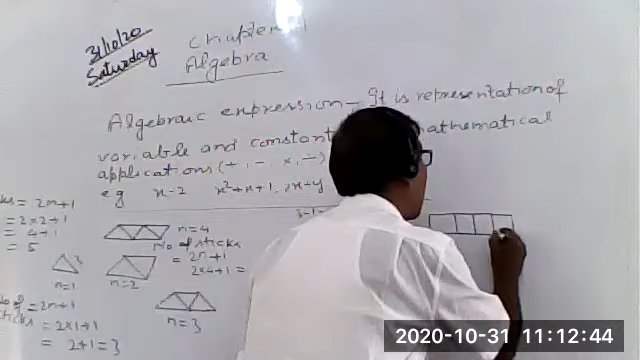 31/10/20
Saturday
Chapter
Algebra
Algebraic expression - It is representation of
variable and constant mathematical
applications (+, -, ×, ÷)
eg x-2 x²+x+1, 2x+y
= 2n+1
= 2×2+1
= 4+1
= 5
n=4
No of sticks
= 2n+1
2×4+1 =
n=1
n=2
n=3
= 2n+1
sticks = 2×1+1
= 2+1=3
2020-10-31 11:12:44